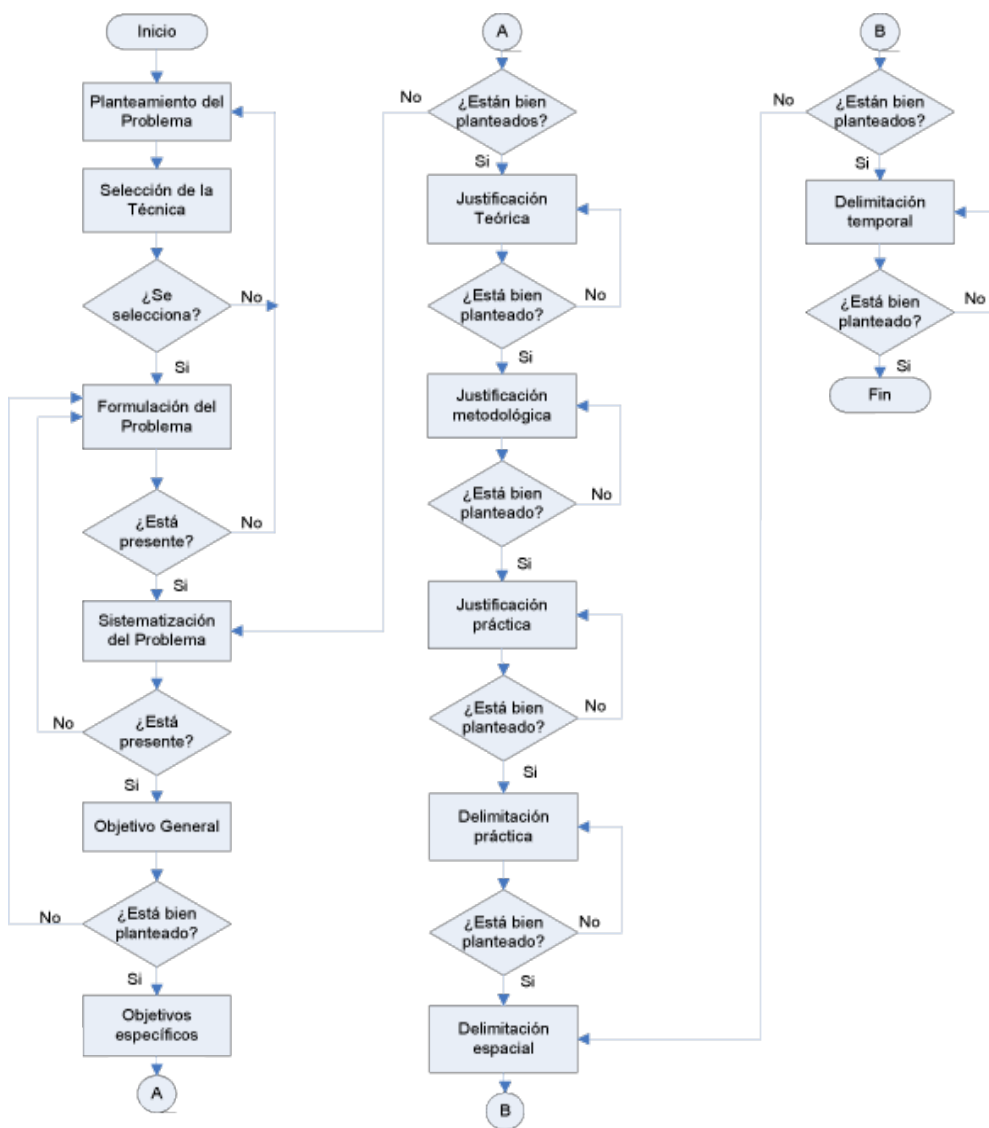 Inicio
Planteamiento del
Problema
Selección de la
Técnica
¿Se
selecciona?
No
Si
Formulación del
Problema
¿Está
presente?
No
Si
Sistematización
del Problema
¿Está
presente?
No
Si
Objetivo General
¿Está bien
planteado?
No
Si
Objetivos
específicos
A
A
¿Están bien
planteados?
No
Si
Justificación
Teórica
¿Está bien
planteado?
No
Si
Justificación
metodológica
¿Está bien
planteado?
No
Si
Justificación
práctica
¿Está bien
planteado?
No
Si
Delimitación
práctica
¿Está bien
planteado?
No
Si
Delimitación
espacial
B
B
¿Están bien
planteados?
No
Si
Delimitación
temporal
¿Está bien
planteado?
No
Si
Fin